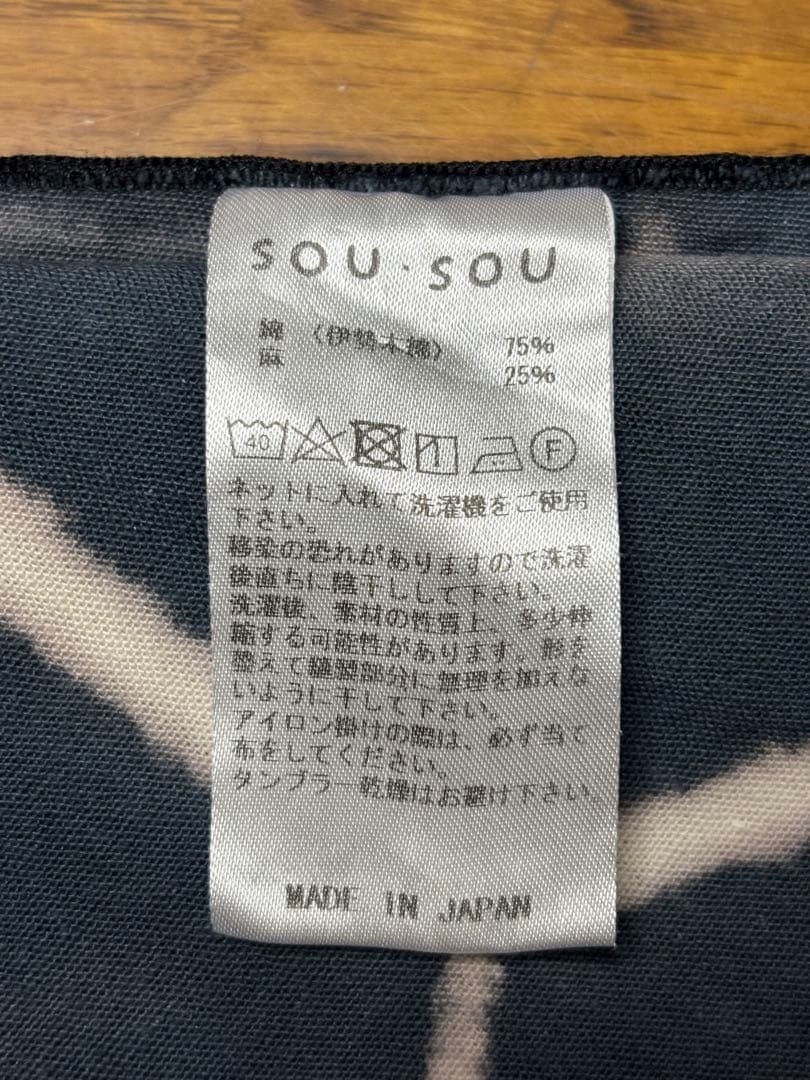 SOU・SOU
綿 〈伊勢木綿〉 75%
麻 25%
40 F
ネットに入れて洗濯機をご使用
下さい。
移染の恐れがありますので洗濯
後直ちに陰干しして下さい。
洗濯後、素材の性質上、多少伸
縮する可能性があります。形を
整えて縫製部分に無理を加えな
いように干して下さい。
アイロン掛けの際は、必ず当て
布をしてください。
タンブラー乾燥はお避け下さい。
MADE IN JAPAN